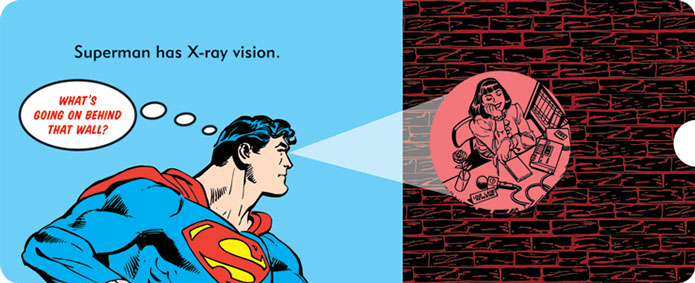 Superman has X-ray vision.
WHAT'S
GOING ON BEHIND
THAT WALL?